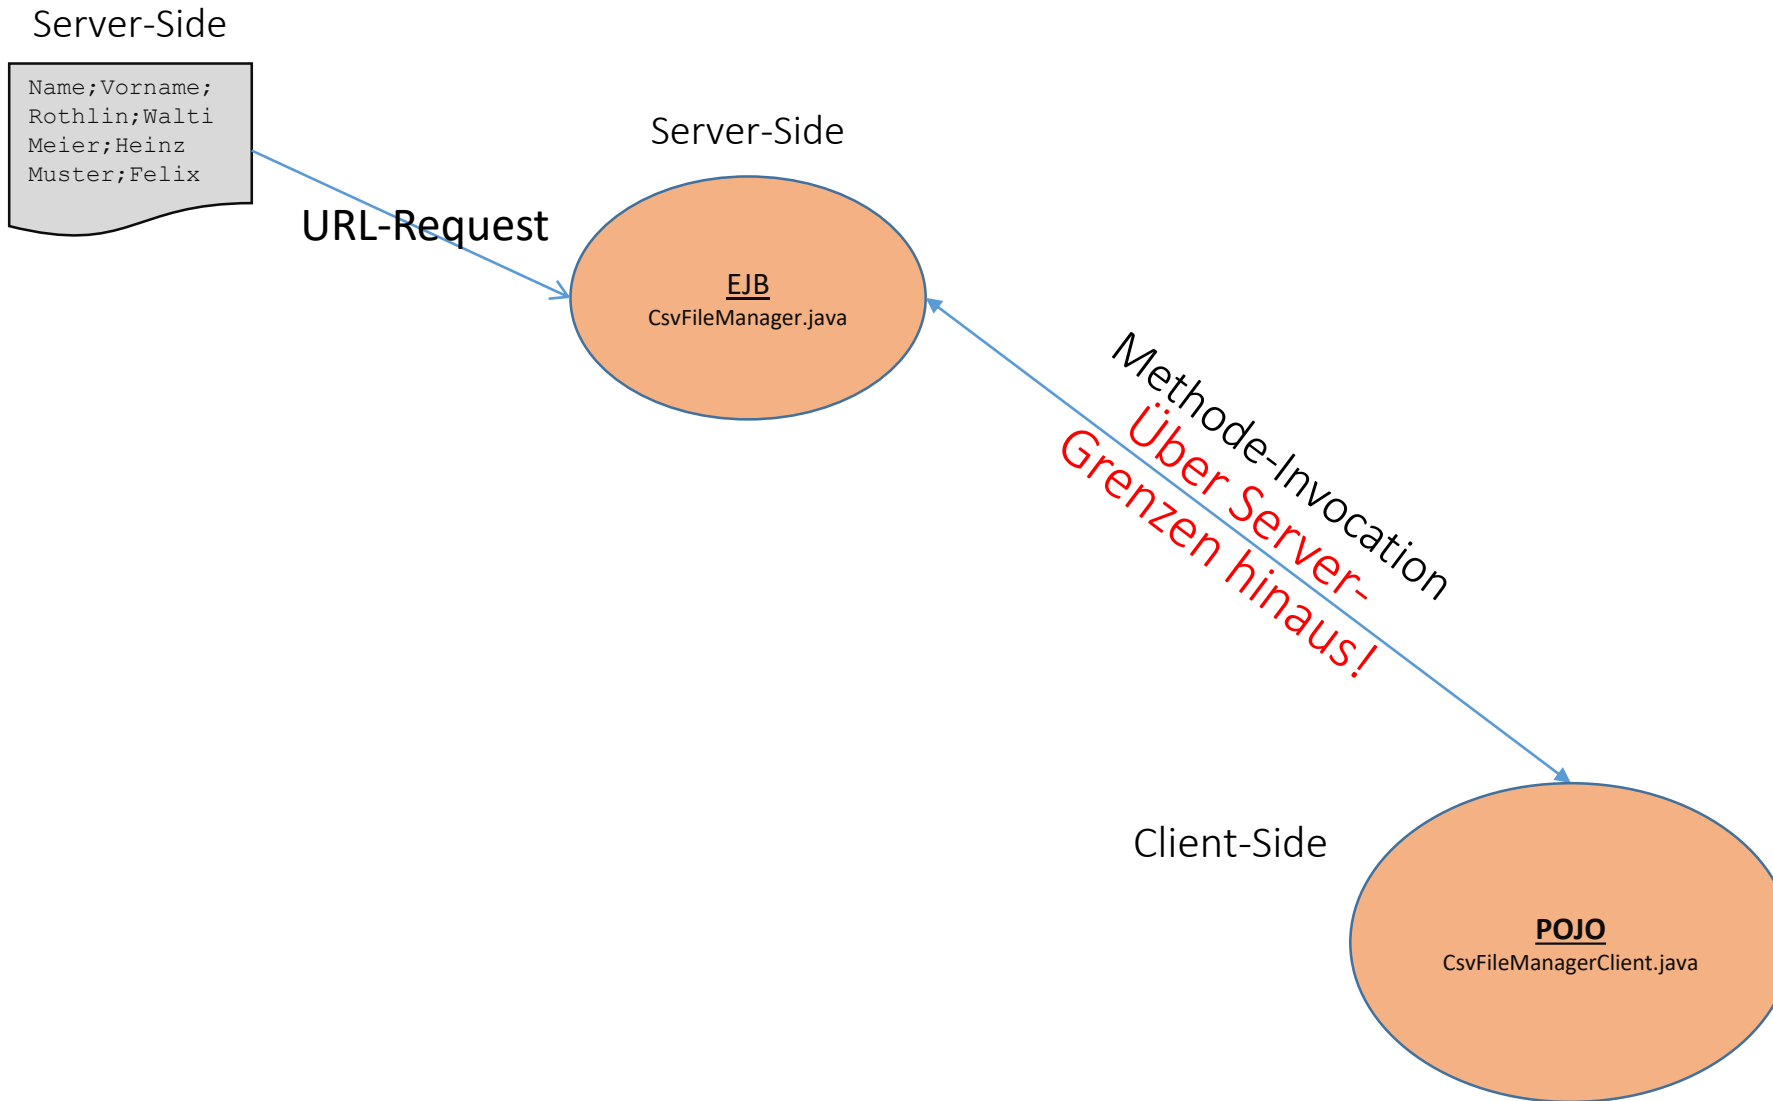 Server-Side
Name;Vorname;
Rothlin;Walti
Meier;Heinz
Muster;Felix
URL-Request
Server-Side
EJB
CsvFileManager.java
Methode-Invocation
Über Server-
Grenzen hinaus!
Client-Side
POJO
CsvFileManagerClient.java